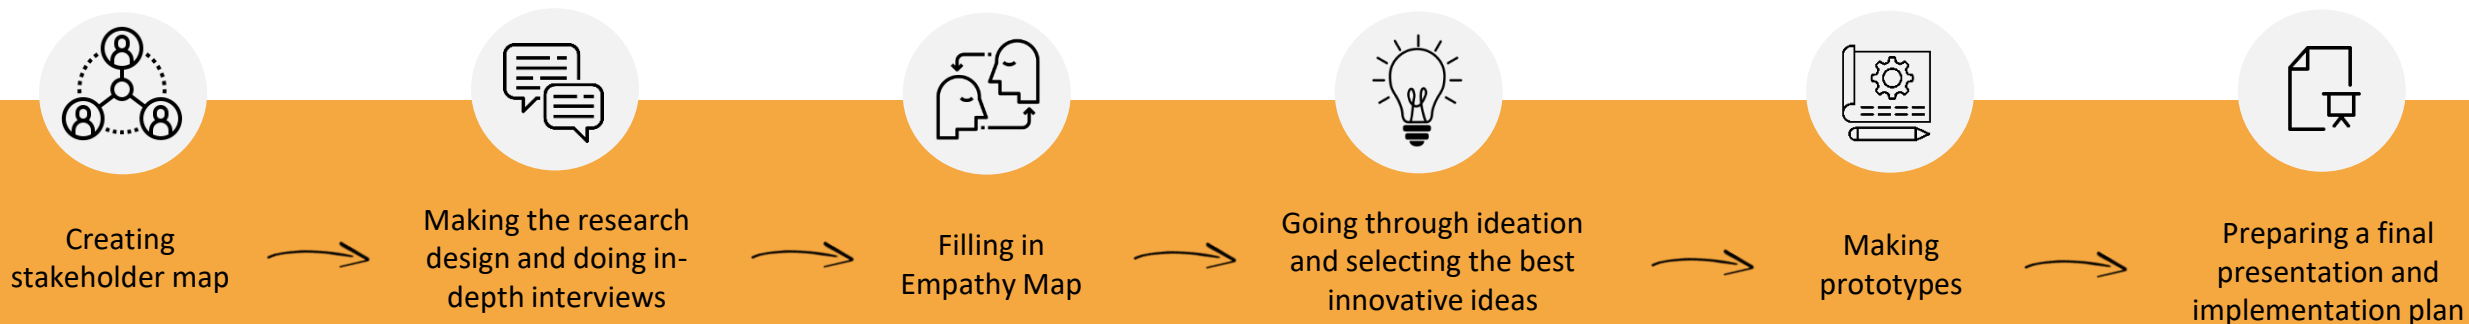 Creating
stakeholder map
Making the research
design and doing in-
depth interviews
Filling in
Empathy Map
Going through ideation
and selecting the best
innovative ideas
Making
prototypes
Preparing a final
presentation and
implementation plan